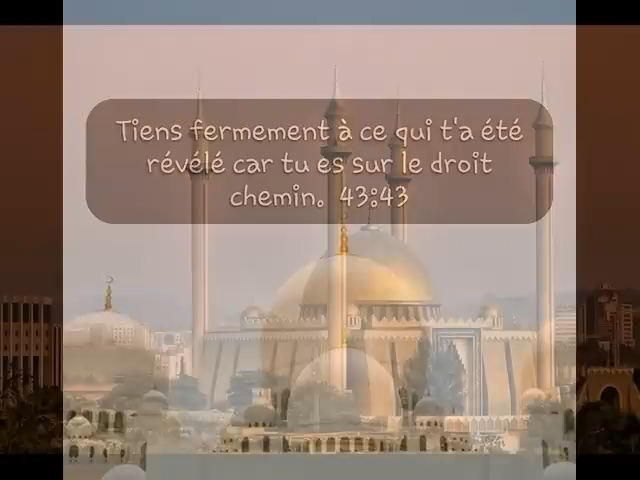 Tiens fermement à ce qui t'a été
révélé car tu es sur le droit
chemin. 43:43